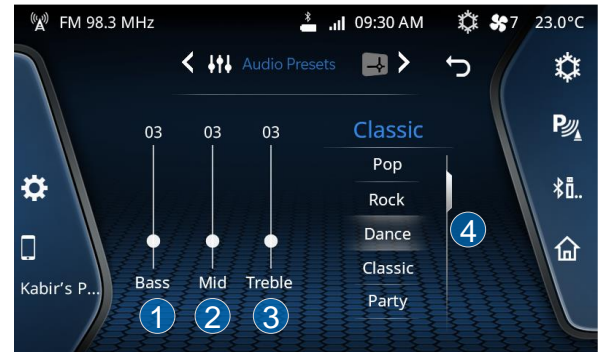 FM 98.3 MHz 09:30 AM 7 23.0°C
Audio Presets
03 03 03
Classic
Pop
Rock
Dance
Classic
Party
Bass Mid Treble
1 2 3 4
Kabir's P...
P